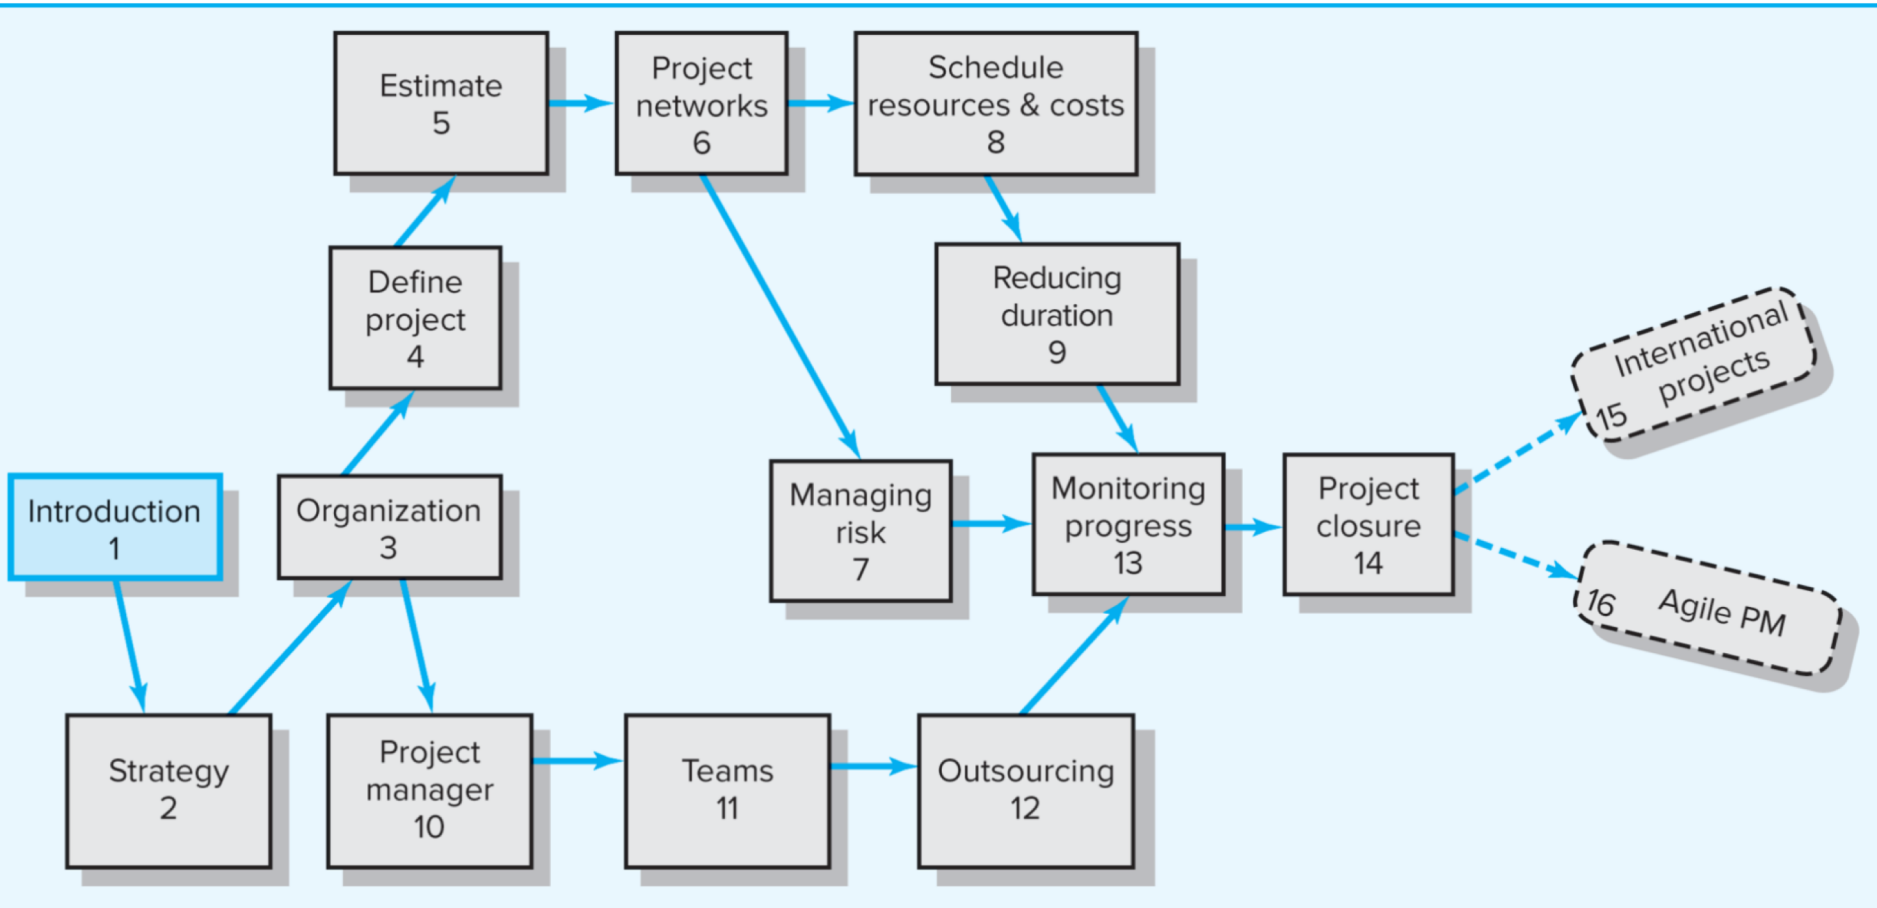 Estimate
5
Project
networks
6
Schedule
resources & costs
8
Define
project
4
Reducing
duration
9
International
projects
15
Introduction
1
Organization
3
Managing
risk
7
Monitoring
progress
13
Project
closure
14
16 Agile PM
Strategy
2
Project
manager
10
Teams
11
Outsourcing
12